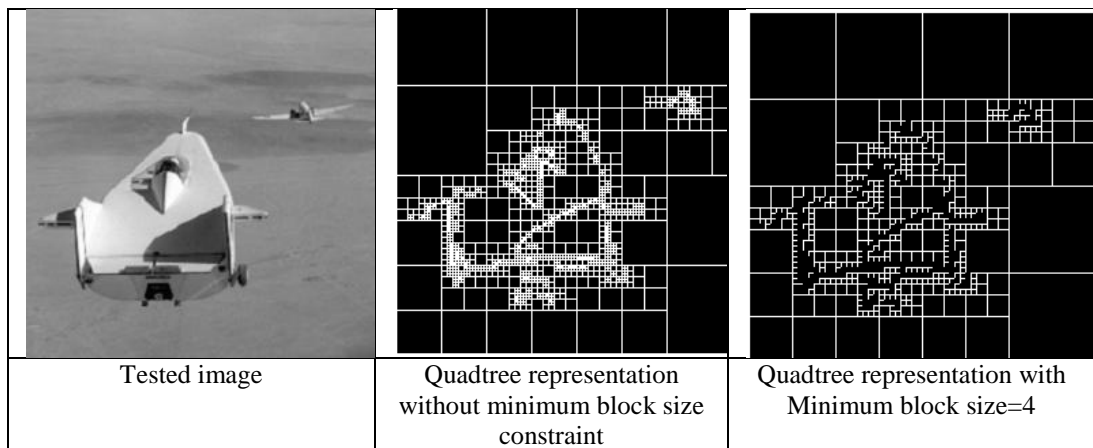 Tested image
Quadtree representation
without minimum block size
constraint
Quadtree representation with
Minimum block size=4